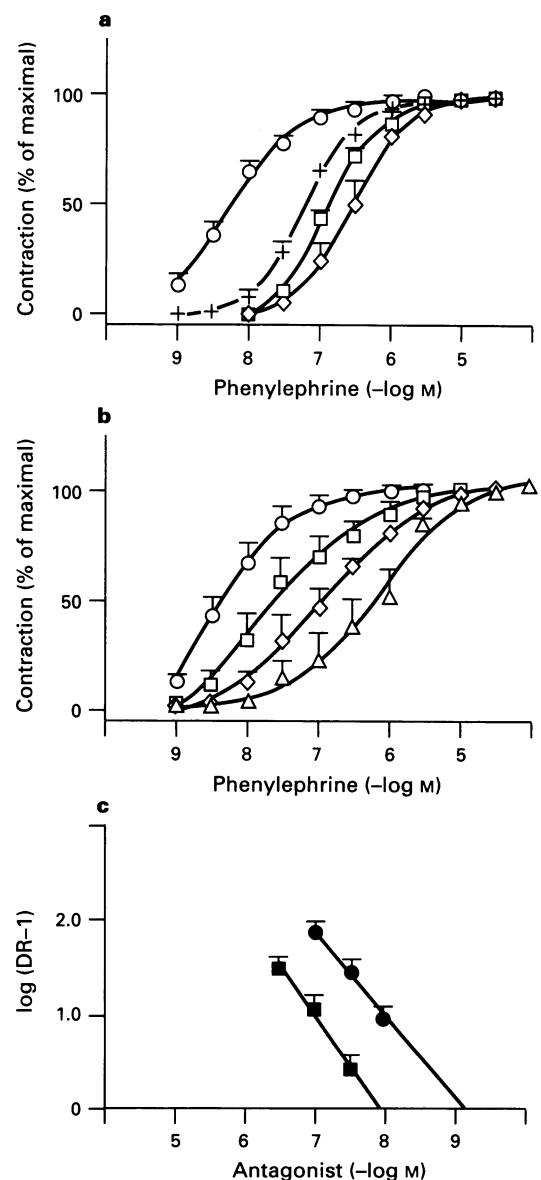 a
Contraction (% of maximal)
100
50
0
9 8 7 6 5
Phenylephrine (–log M)
b
Contraction (% of maximal)
100
50
0
9 8 7 6 5
Phenylephrine (–log M)
c
log (DR–1)
2.0
1.0
0
5 6 7 8 9
Antagonist (–log M)